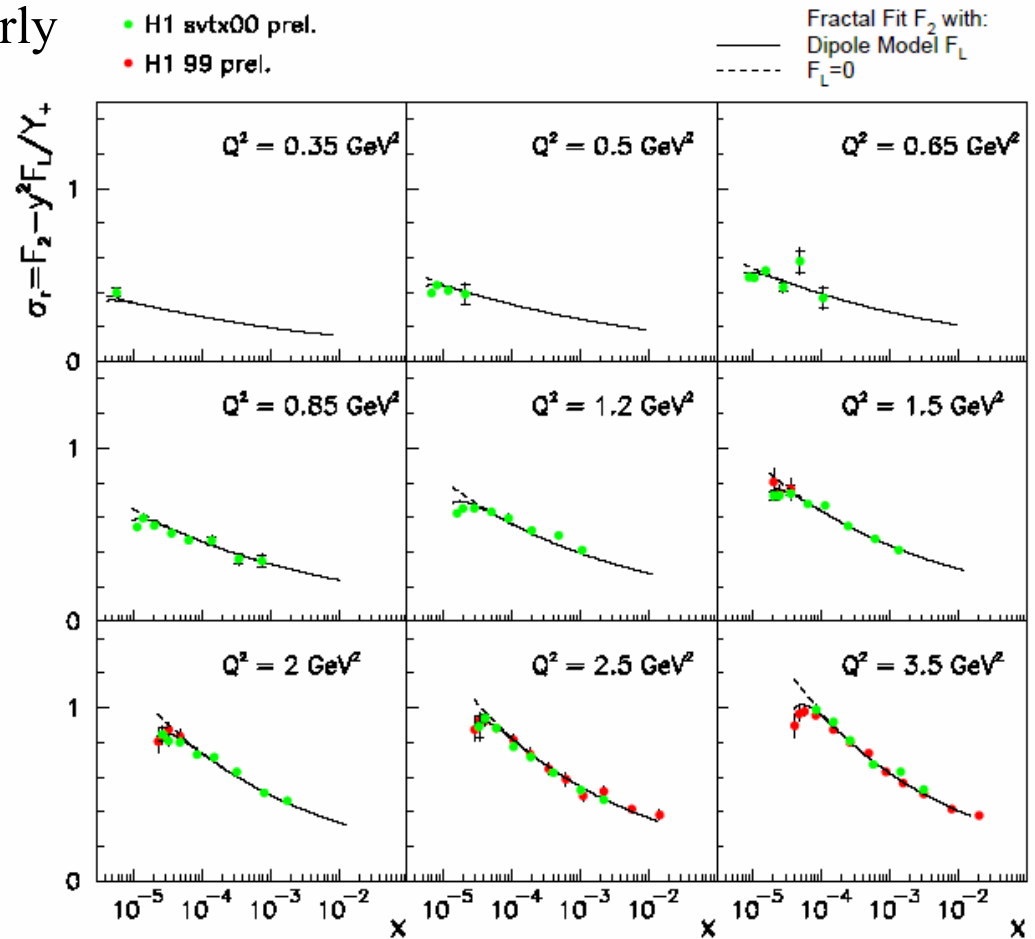 rly
H1 svtx00 prel.
H1 99 prel.
Fractal Fit F₂ with:
Dipole Model F_L
F_L=0
σ_r=F₂−y²F_L/Y₊
Q² = 0.35 GeV²
Q² = 0.5 GeV²
Q² = 0.65 GeV²
1
0
Q² = 0.85 GeV²
Q² = 1.2 GeV²
Q² = 1.5 GeV²
1
0
Q² = 2 GeV²
Q² = 2.5 GeV²
Q² = 3.5 GeV²
1
0
10⁻⁵ 10⁻⁴ 10⁻³ 10⁻² 10⁻⁵ 10⁻⁴ 10⁻³ 10⁻² 10⁻⁵ 10⁻⁴ 10⁻³ 10⁻²
x x x